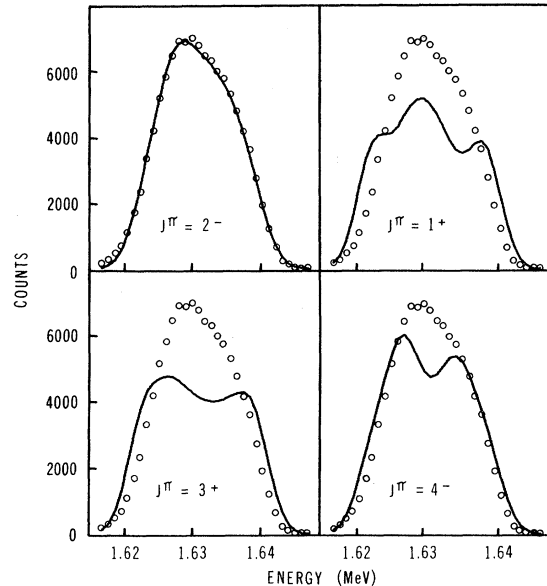 6000
4000
2000
0
J^π = 2⁻
J^π = 1+
COUNTS
6000
4000
2000
0
J^π = 3+
J^π = 4⁻
1.62 1.63 1.64 1.62 1.63 1.64
ENERGY (MeV)